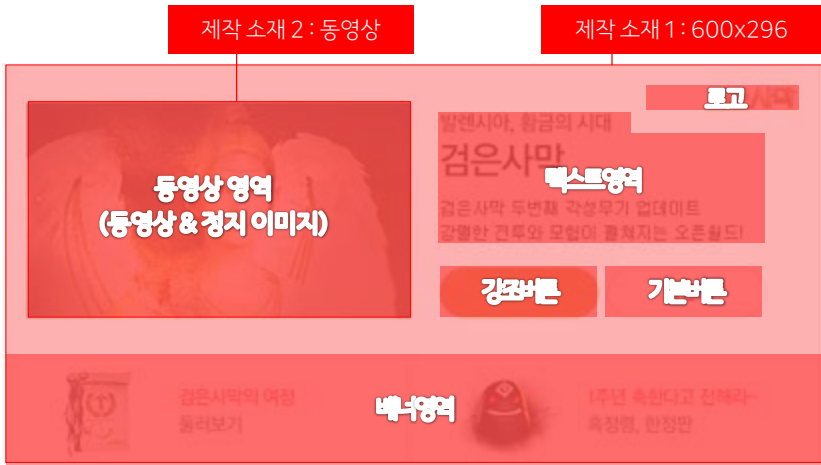 제작 소재 2 : 동영상
제작 소재 1 : 600x296
로고
발렌시아, 황금의 시대
검은사막
텍스트영역
검은사막 두번째 각성무기 업데이트
강렬한 전투와 모험이 펼쳐지는 오픈월드!
동영상 영역
(동영상 & 정지 이미지)
강조버튼
기본버튼
검은사막의 여정
둘러보기
배너영역
1주년 축한다고 전해라~
흑정령, 한정판